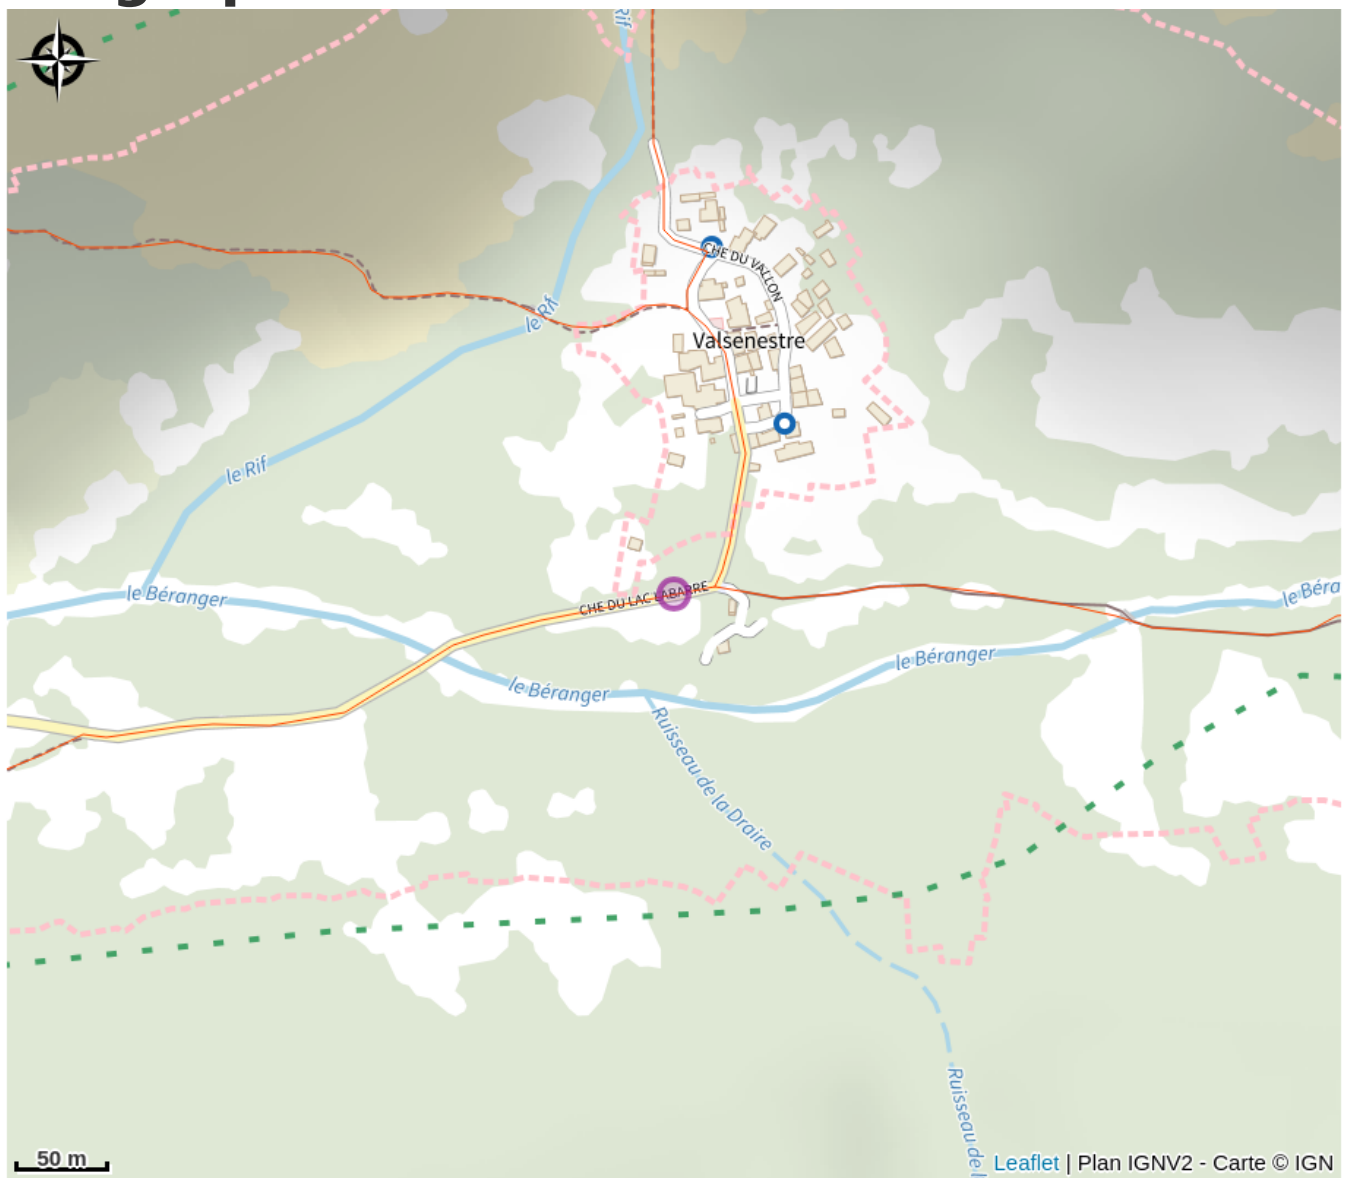 Rif
CHE DU VALLON
le Rif
Valsenestre
le Rif
CHE DU LAC LABARRE
le Béranger
le Béra
le Béranger
le Béranger
Ruisseau de la Draire
Ruisseau de l
50 m
Leaflet | Plan IGNV2 - Carte © IGN